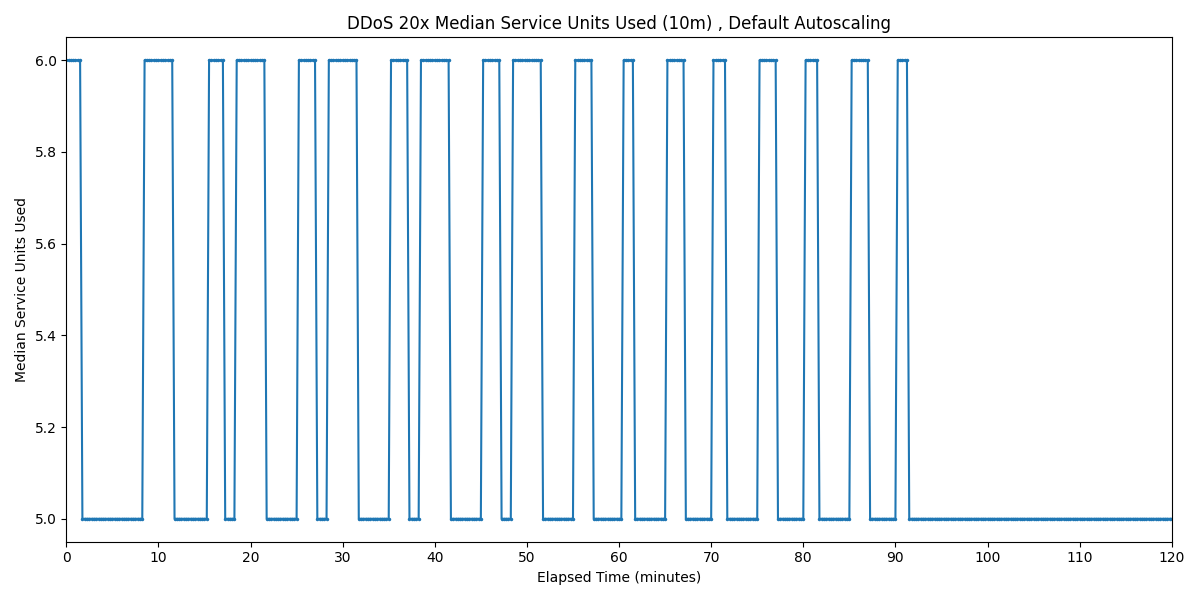 DDoS 20x Median Service Units Used (10m) , Default Autoscaling
Median Service Units Used
6.0
5.8
5.6
5.4
5.2
5.0
0 10 20 30 40 50 60 70 80 90 100 110 120
Elapsed Time (minutes)